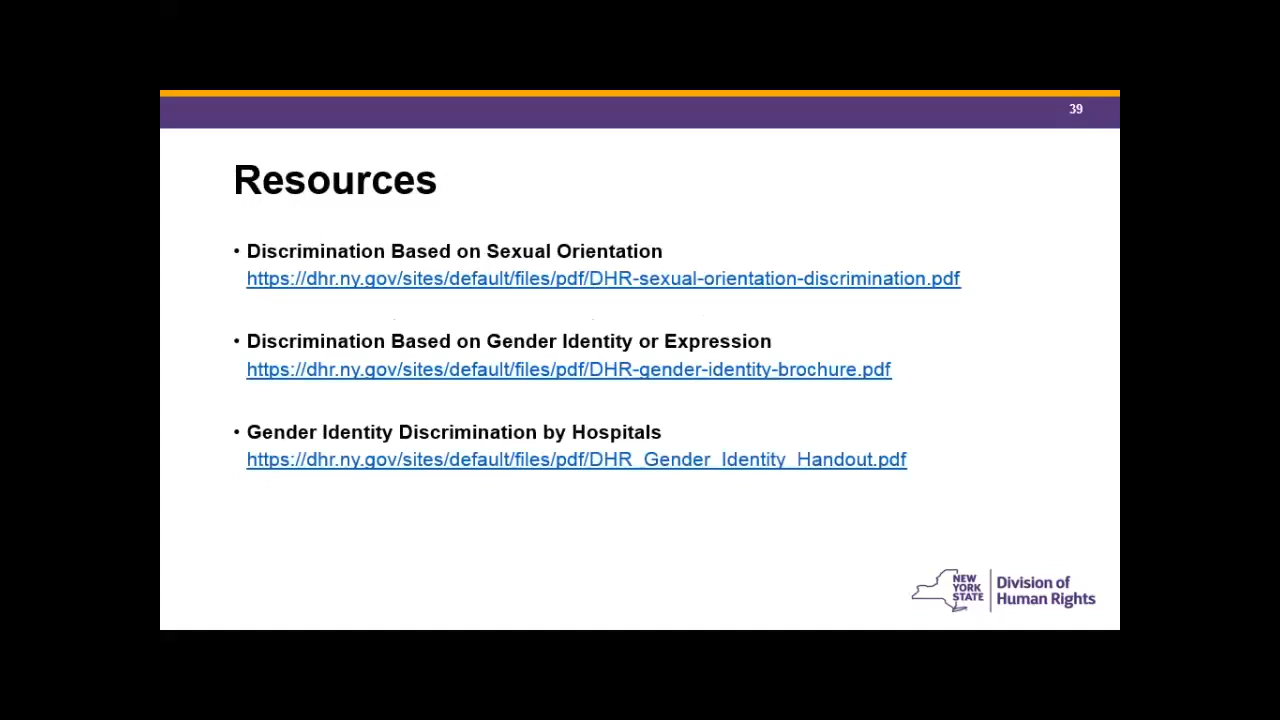 39
Resources
• Discrimination Based on Sexual Orientation
https://dhr.ny.gov/sites/default/files/pdf/DHR-sexual-orientation-discrimination.pdf
• Discrimination Based on Gender Identity or Expression
https://dhr.ny.gov/sites/default/files/pdf/DHR-gender-identity-brochure.pdf
• Gender Identity Discrimination by Hospitals
https://dhr.ny.gov/sites/default/files/pdf/DHR_Gender_Identity_Handout.pdf
NEW
YORK
STATE
Division of
Human Rights